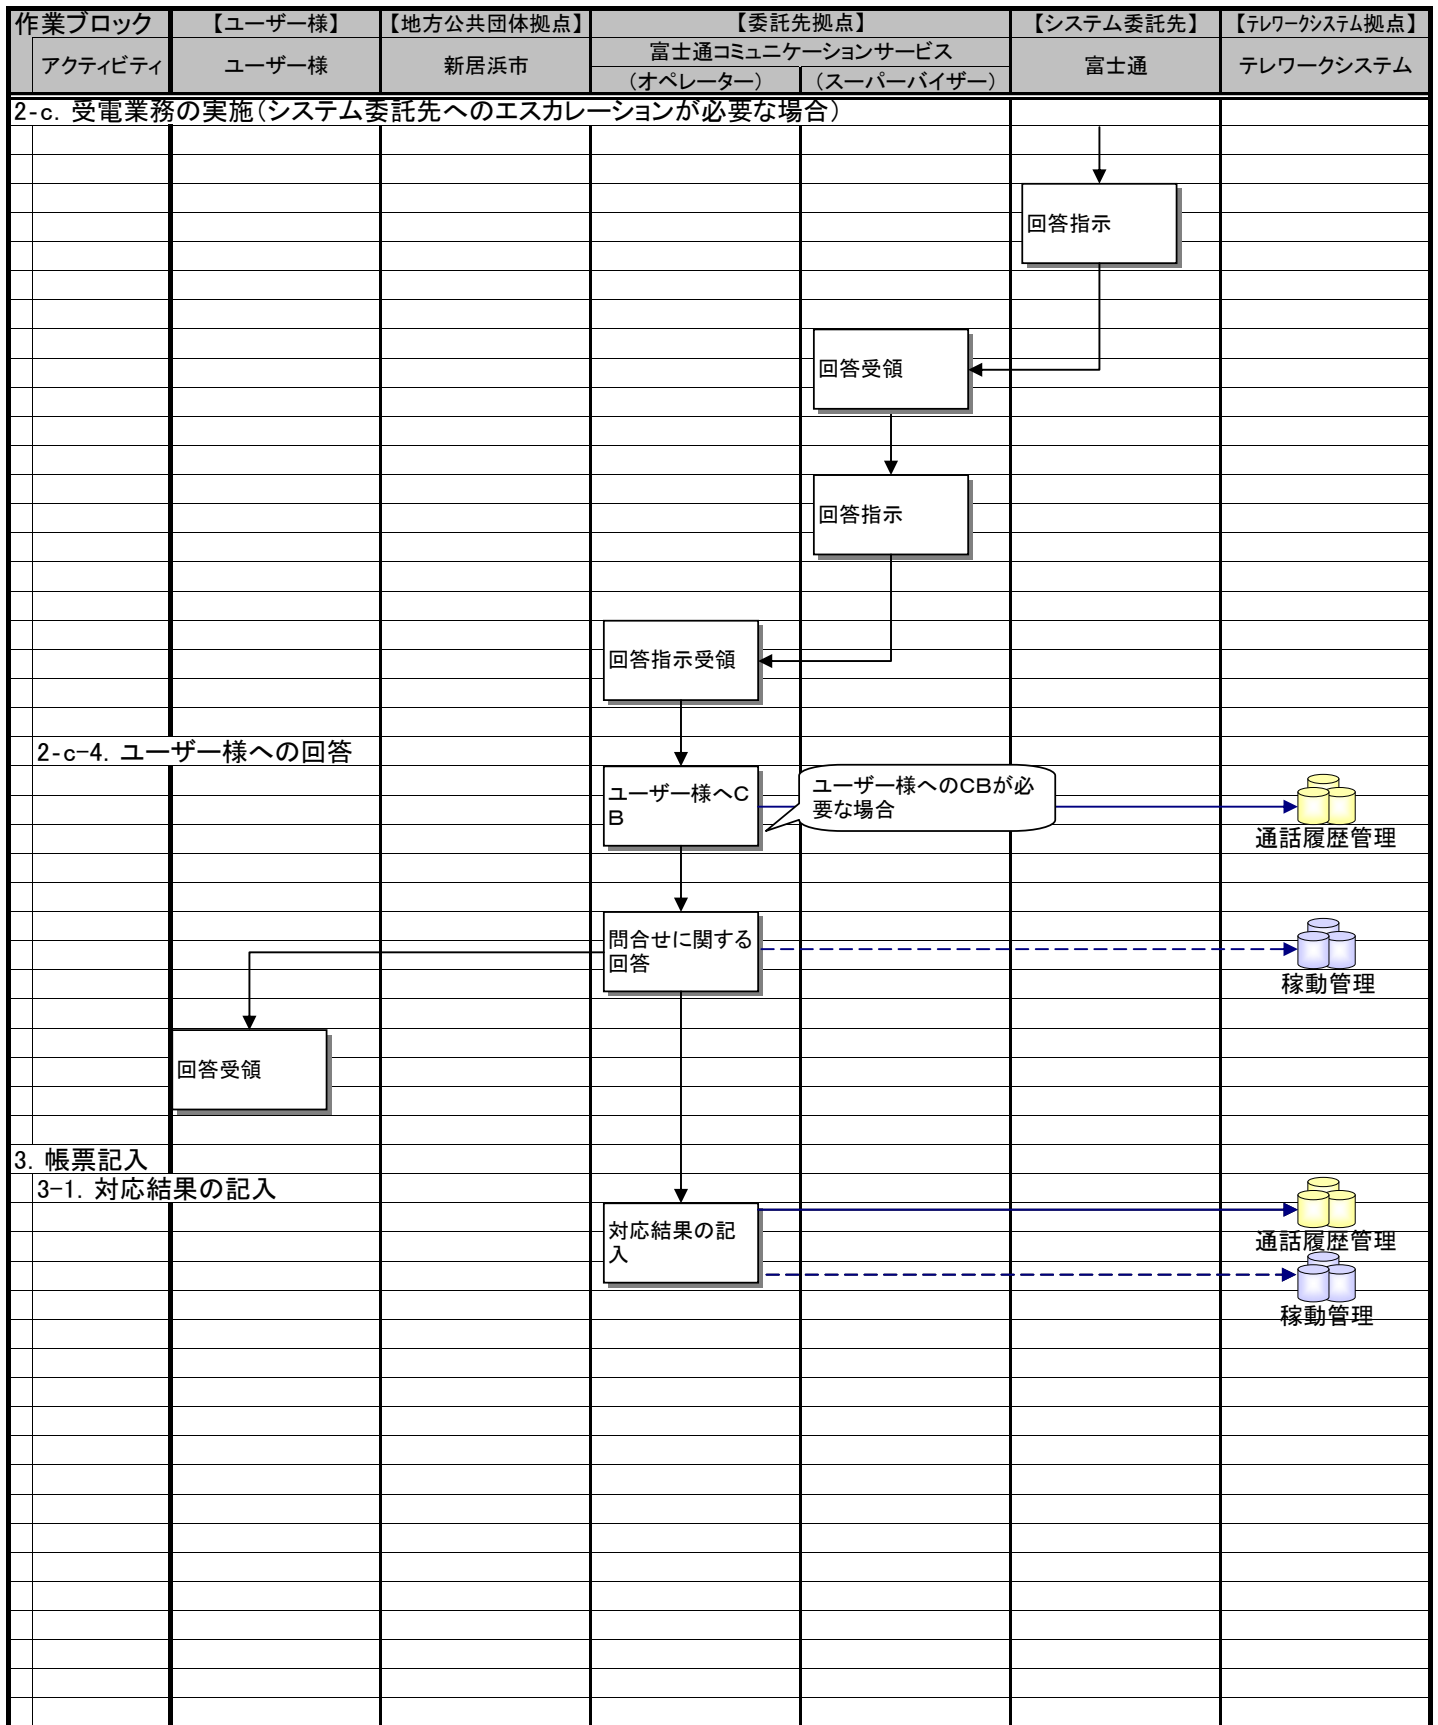 作業ブロック
【ユーザー様】
【地方公共団体拠点】
【委託先拠点】
【システム委託先】
【テレワークシステム拠点】
アクティビティ
ユーザー様
新居浜市
富士通コミュニケーションサービス
富士通
テレワークシステム
（オペレーター）
（スーパーバイザー）
2-c. 受電業務の実施（システム委託先へのエスカレーションが必要な場合）
回答指示
回答受領
回答指示
回答指示受領
2-c-4. ユーザー様への回答
ユーザー様へC
B
ユーザー様へのCBが必
要な場合
通話履歴管理
問合せに関する
回答
稼動管理
回答受領
3. 帳票記入
3-1. 対応結果の記入
対応結果の記
入
通話履歴管理
稼動管理